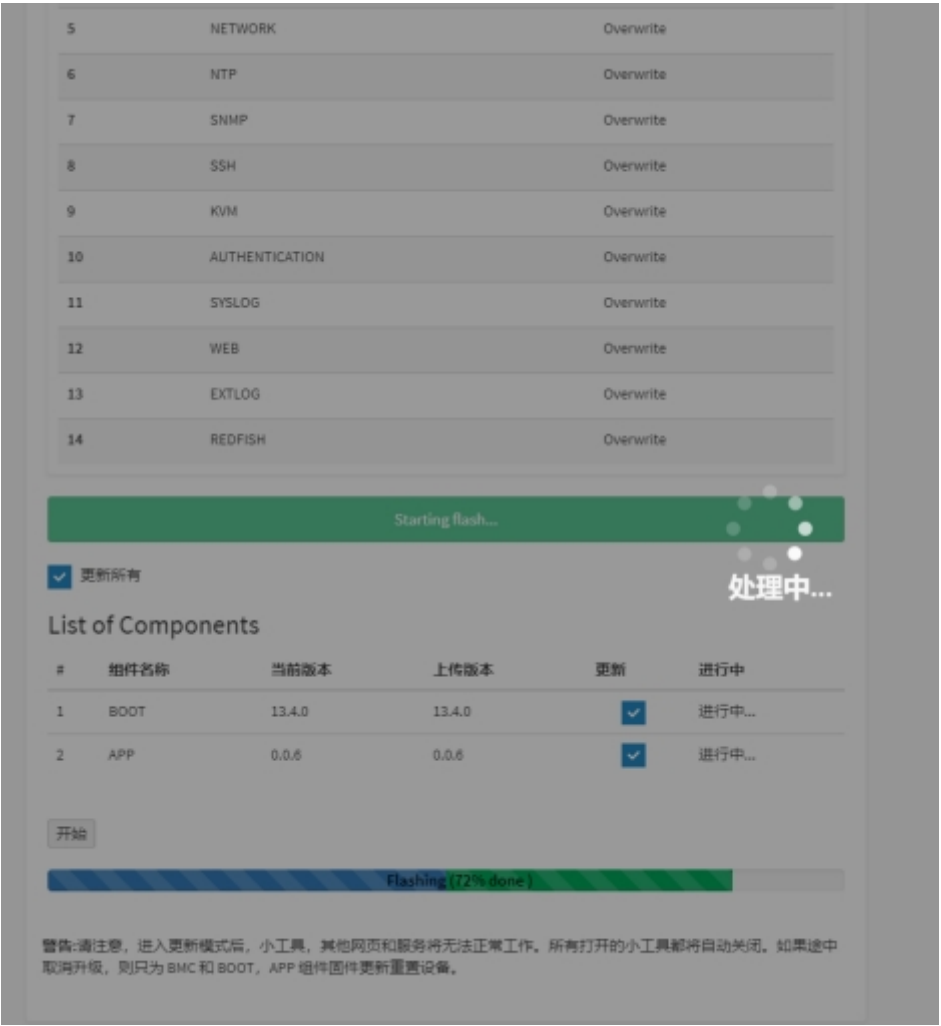 5 NETWORK Overwrite
6 NTP Overwrite
7 SNMP Overwrite
8 SSH Overwrite
9 KVM Overwrite
10 AUTHENTICATION Overwrite
11 SYSLOG Overwrite
12 WEB Overwrite
13 EXTLOG Overwrite
14 REDFISH Overwrite
Starting flash...
更新所有
处理中...
List of Components
# 组件名称 当前版本 上传版本 更新 进行中
1 BOOT 13.4.0 13.4.0 进行中...
2 APP 0.0.6 0.0.6 进行中...
开始
Flashing (72% done )
警告:请注意，进入更新模式后，小工具，其他网页和服务将无法正常工作。所有打开的小工具都将自动关闭。如果途中
取消升级，则只为 BMC 和 BOOT，APP 组件固件更新重置设备。